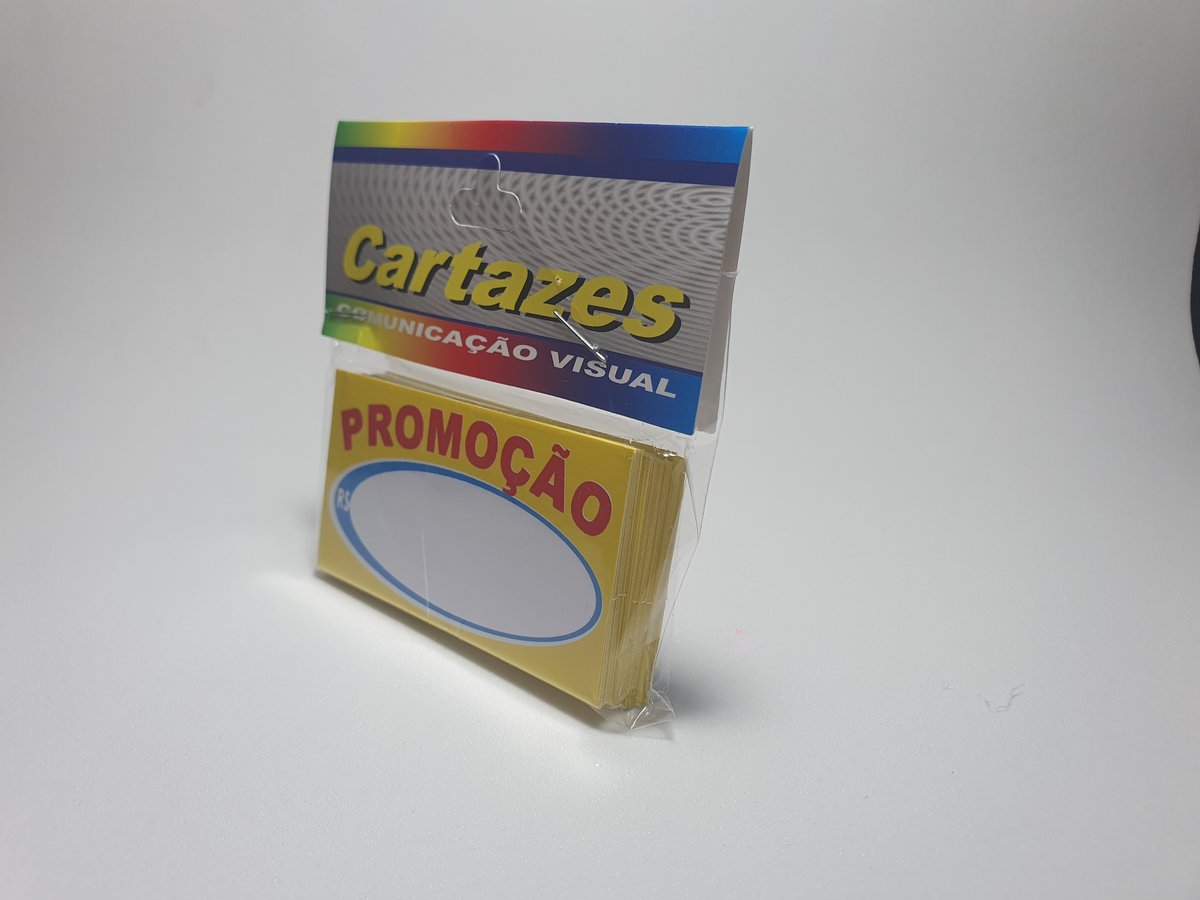 Cartazes
COMUNICAÇÃO VISUAL
PROMOÇÃO
R$